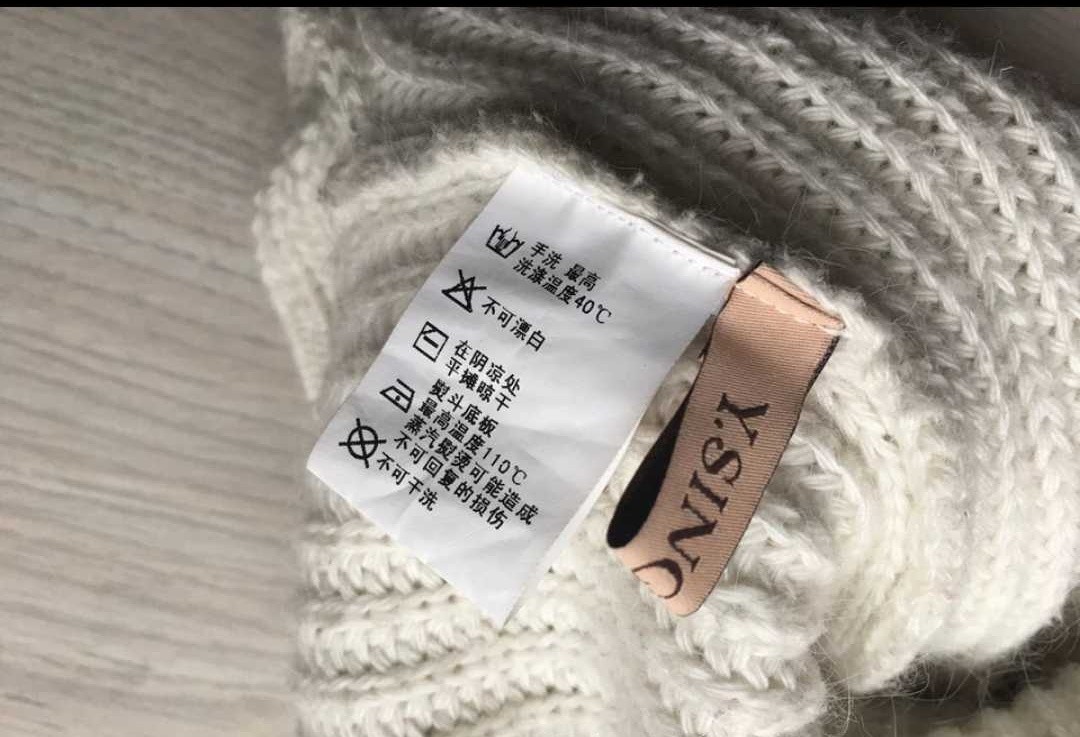 手洗 最高
洗涤温度40℃
不可漂白
在阴凉处
平摊晾干
熨斗底板
最高温度110℃
蒸汽熨烫可能造成
不可回复的损伤
不可干洗
Y.SING